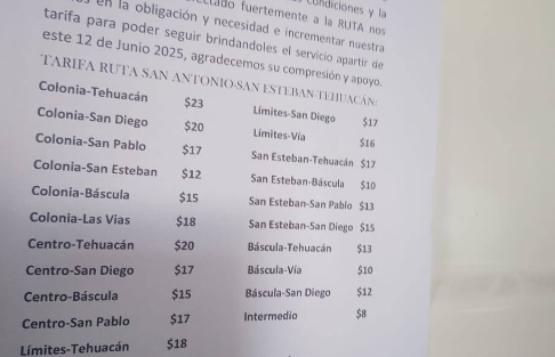 condiciones y la
fuertemente a la RUTA nos
en la obligación y necesidad e incrementar nuestra
tarifa para poder seguir brindandoles el servicio apartir de
este 12 de Junio 2025, agradecemos su compresión y apoyo.
TARIFA RUTA SAN ANTONIO-SAN ESTEBAN-TEHUACÁN:
Colonia-Tehuacán $23
Colonia-San Diego $20
Colonia-San Pablo $17
Colonia-San Esteban $12
Colonia-Báscula $15
Colonia-Las Vias $18
Centro-Tehuacán $20
Centro-San Diego $17
Centro-Báscula $15
Centro-San Pablo $17
Límites-Tehuacán $18
Límites-San Diego $17
Límites-Vía $16
San Esteban-Tehuacán $17
San Esteban-Báscula $10
San Esteban-San Pablo $13
San Esteban-San Diego $15
Báscula-Tehuacán $13
Báscula-Vía $10
Báscula-San Diego $12
Intermedio $8